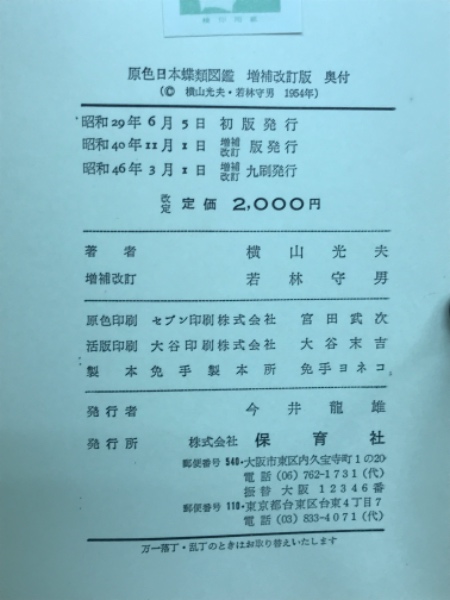 原色日本蝶類図鑑 増補改訂版 奥付
(© 横山光夫・若林守男 1954年)
昭和29年 6月 5日 初版発行
昭和40年11月 1日 増補改訂 版発行
昭和46年 3月 1日 増補改訂 九刷発行
改定 定価 2,000円
著者 横山光夫
増補改訂 若林守男
原色印刷 セブン印刷株式会社 宮田武次
活版印刷 大谷印刷株式会社 大谷末吉
製本 免手製本所 免手ヨネコ
発行者 今井龍雄
発行所 株式会社 保育社
郵便番号 540・大阪市東区内久宝寺町1の20
電話 (06) 762-1731 (代)
振替 大阪 12346番
郵便番号 110・東京都台東区台東4丁目7
電話 (03) 833-4071 (代)
万一落丁・乱丁のときはお取り替えいたします